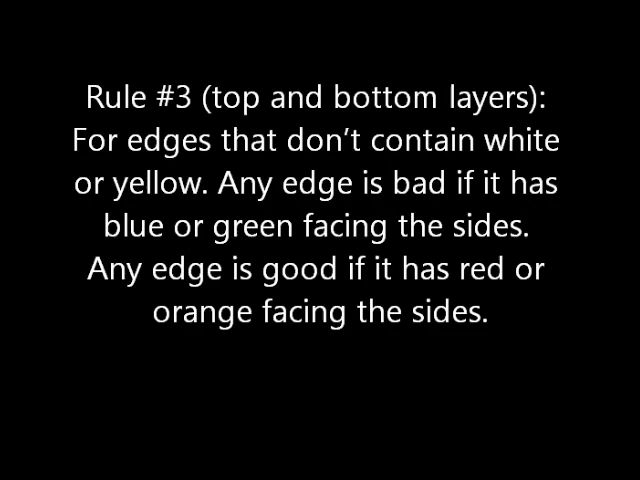 Rule #3 (top and bottom layers):
For edges that don’t contain white
or yellow. Any edge is bad if it has
blue or green facing the sides.
Any edge is good if it has red or
orange facing the sides.